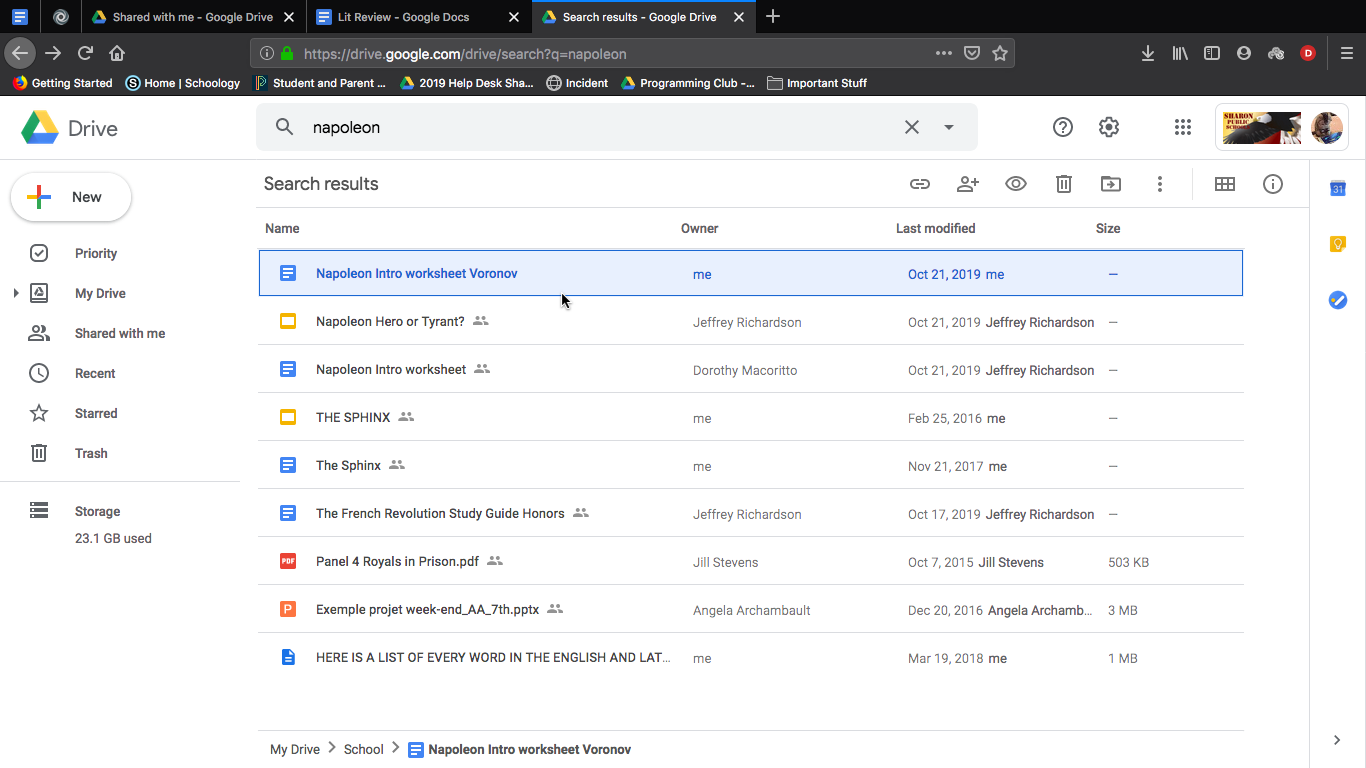 Shared with me - Google Drive
Lit Review - Google Docs
Search results - Google Drive
https://drive.google.com/drive/search?q=napoleon
D
Getting Started
S Home | Schoology
Student and Parent ...
2019 Help Desk Sha...
Incident
Programming Club -...
Important Stuff
Drive
napoleon
SHARON
PUBLIC
SCHOOLS
New
Search results
31
Name Owner Last modified Size
Priority
My Drive
Shared with me
Recent
Starred
Trash
Storage
23.1 GB used
Napoleon Intro worksheet Voronov me Oct 21, 2019 me –
Napoleon Hero or Tyrant? Jeffrey Richardson Oct 21, 2019 Jeffrey Richardson –
Napoleon Intro worksheet Dorothy Macoritto Oct 21, 2019 Jeffrey Richardson –
THE SPHINX me Feb 25, 2016 me –
The Sphinx me Nov 21, 2017 me –
The French Revolution Study Guide Honors Jeffrey Richardson Oct 17, 2019 Jeffrey Richardson –
PDF Panel 4 Royals in Prison.pdf Jill Stevens Oct 7, 2015 Jill Stevens 503 KB
P Exemple projet week-end_AA_7th.pptx Angela Archambault Dec 20, 2016 Angela Archamb... 3 MB
HERE IS A LIST OF EVERY WORD IN THE ENGLISH AND LAT... me Mar 19, 2018 me 1 MB
My Drive > School > Napoleon Intro worksheet Voronov